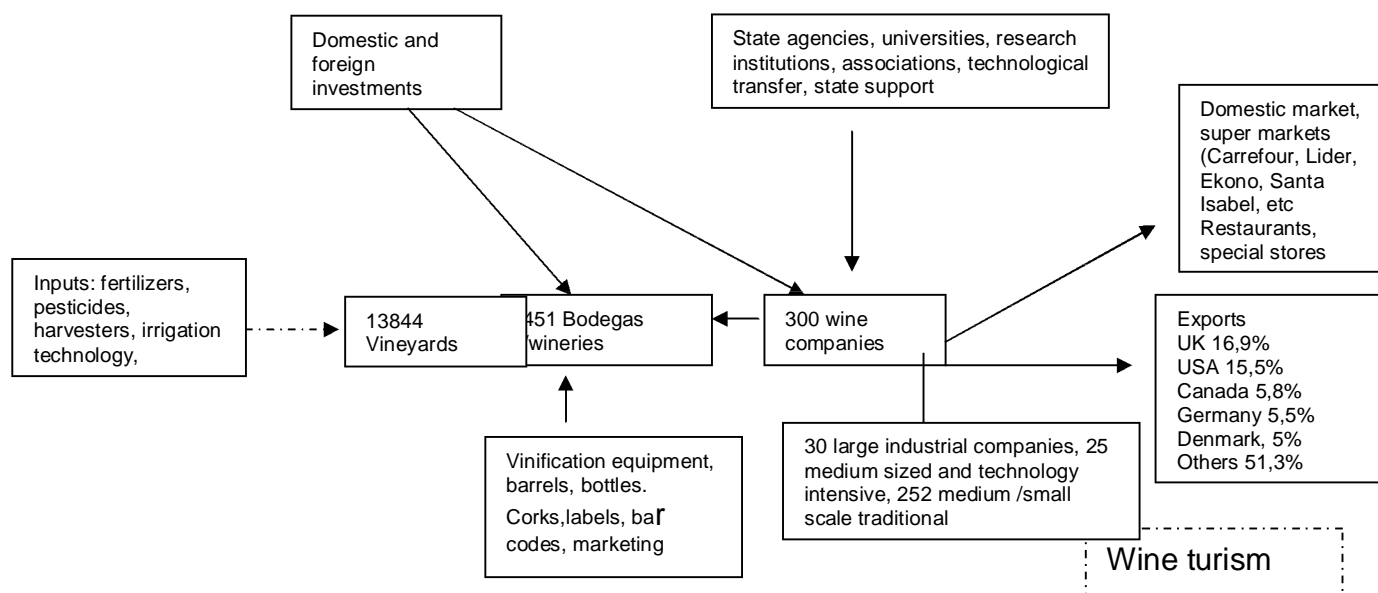 Domestic and
foreign
investments
State agencies, universities, research
institutions, associations, technological
transfer, state support
Domestic market,
super markets
(Carrefour, Lider,
Ekono, Santa
Isabel, etc
Restaurants,
special stores
Inputs: fertilizers,
pesticides,
harvesters, irrigation
technology,
13844
Vineyards
451 Bodegas
/wineries
300 wine
companies
Exports
UK 16,9%
USA 15,5%
Canada 5,8%
Germany 5,5%
Denmark, 5%
Others 51,3%
Vinification equipment,
barrels, bottles.
Corks,labels, bar
codes, marketing
30 large industrial companies, 25
medium sized and technology
intensive, 252 medium /small
scale traditional
Wine turism